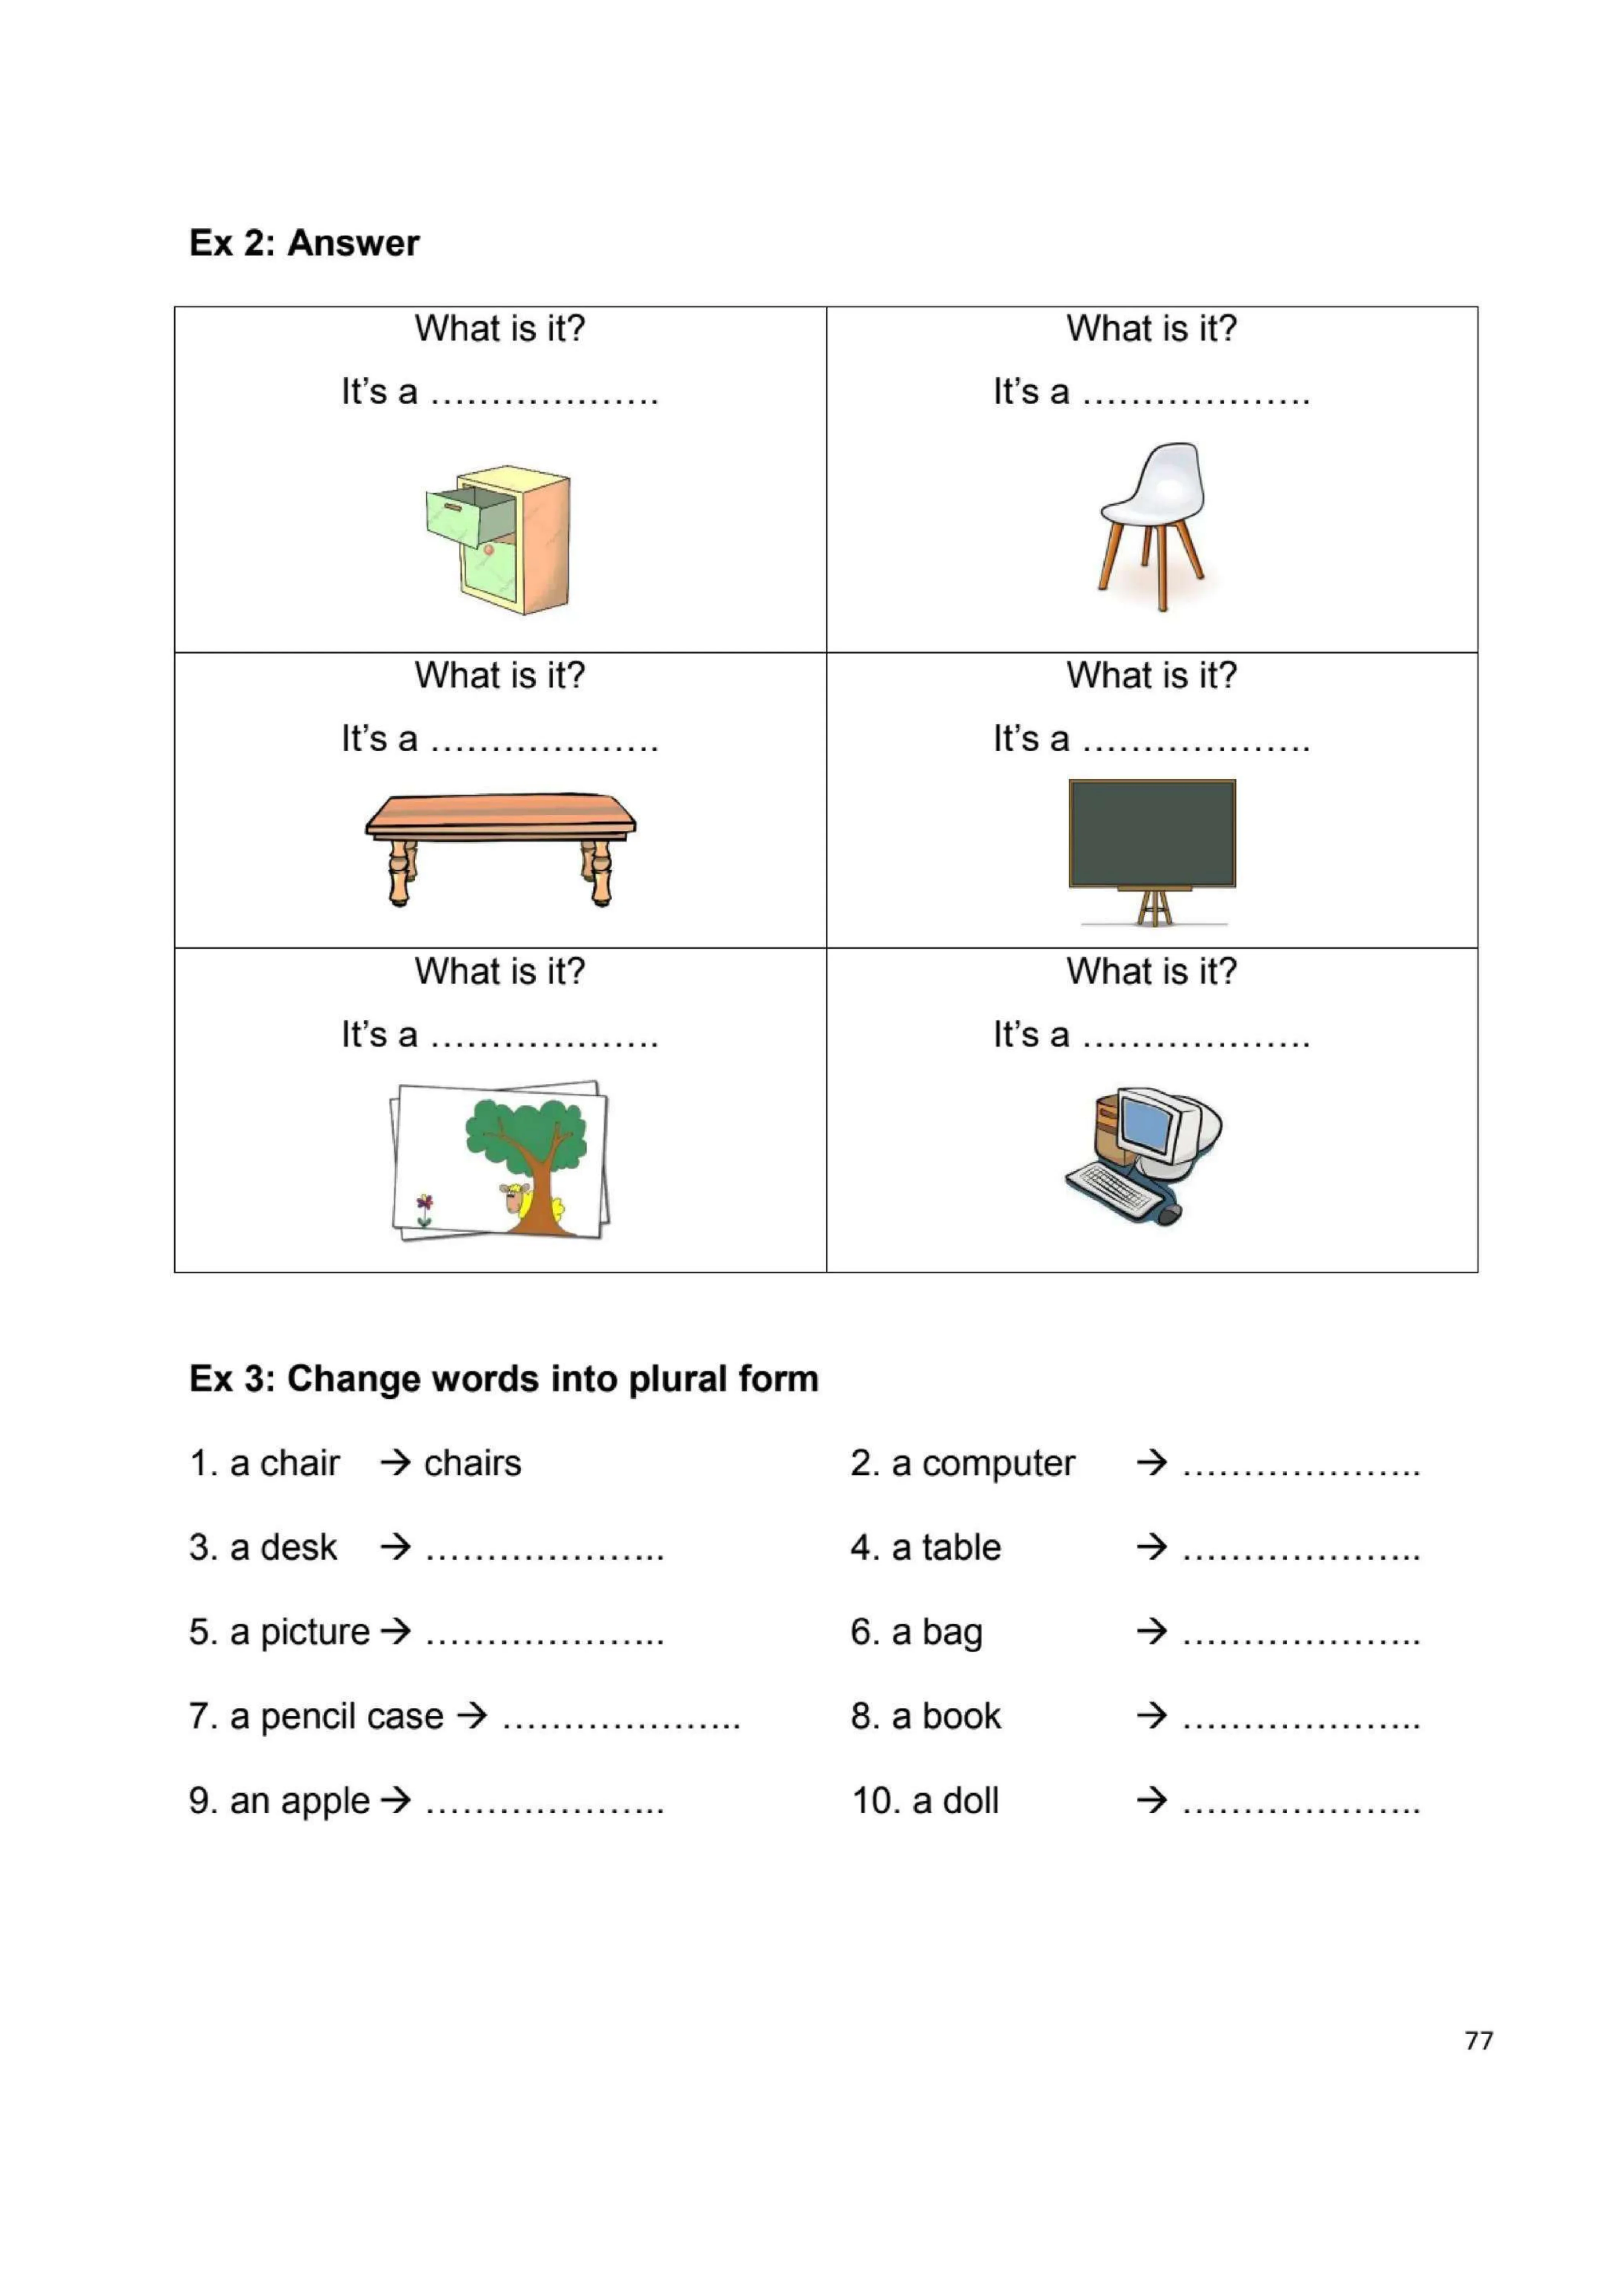 Ex 2: Answer
What is it?
It's a ……………….
What is it?
It's a ……………….
What is it?
It's a ……………….
What is it?
It's a ……………….
What is it?
It's a ……………….
What is it?
It's a ……………….
Ex 3: Change words into plural form
1. a chair → chairs
2. a computer → ………………..
3. a desk → ………………..
4. a table → ………………..
5. a picture → ………………..
6. a bag → ………………..
7. a pencil case → ………………..
8. a book → ………………..
9. an apple → ………………..
10. a doll → ………………..
77